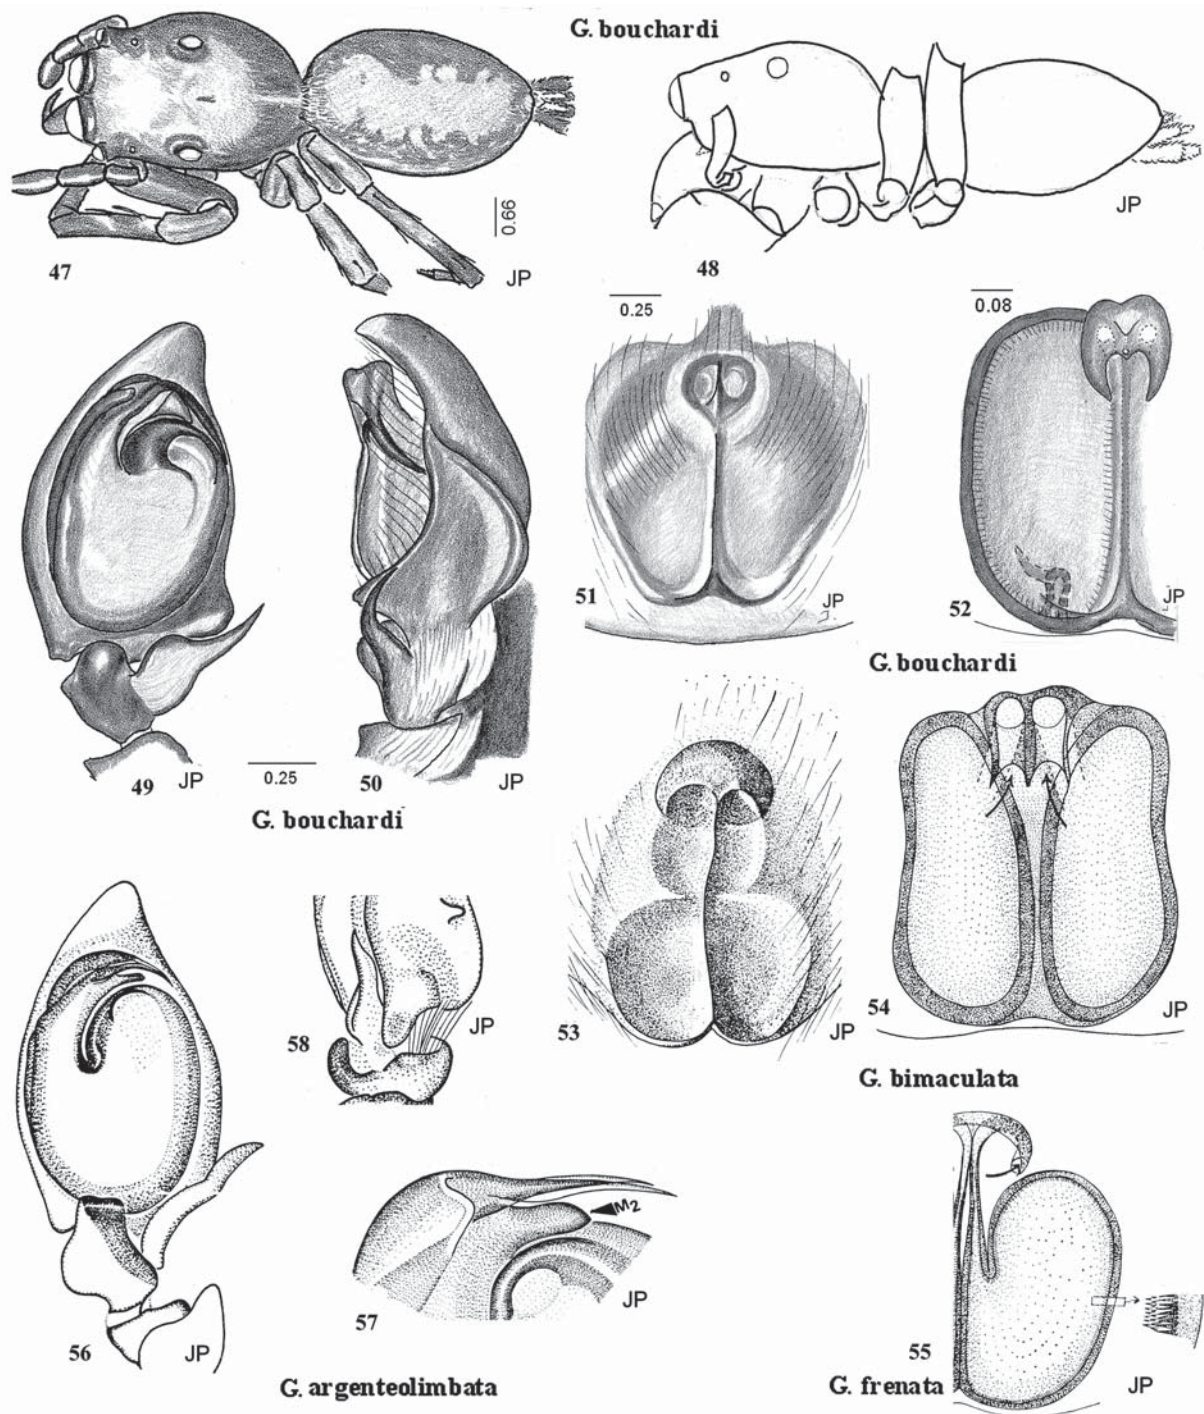 G. bouchardi
0.66
47
JP
48
JP
0.25
0.08
51
JP
52
JP
49
JP
0.25
50
JP
G. bouchardi
G. bouchardi
53
JP
54
JP
G. bimaculata
58
JP
56
JP
57
M2
JP
G. argenteolimbata
55
JP
G. frenata